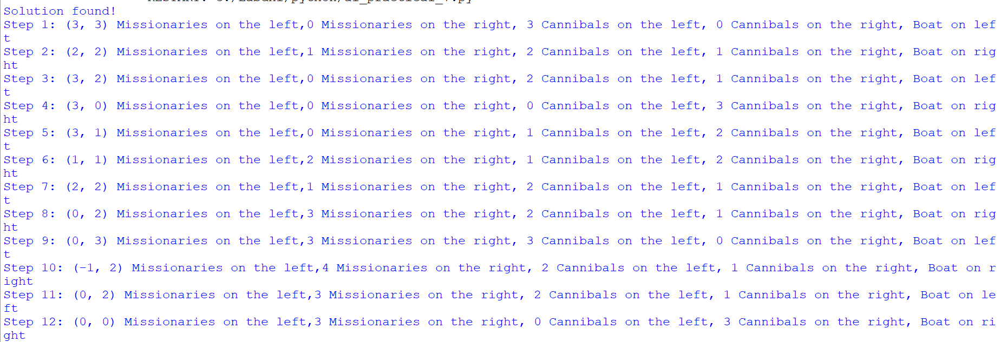 Solution found!
Step 1: (3, 3) Missionaries on the left,0 Missionaries on the right, 3 Cannibals on the left, 0 Cannibals on the right, Boat on lef
t
Step 2: (2, 2) Missionaries on the left,1 Missionaries on the right, 2 Cannibals on the left, 1 Cannibals on the right, Boat on rig
ht
Step 3: (3, 2) Missionaries on the left,0 Missionaries on the right, 2 Cannibals on the left, 1 Cannibals on the right, Boat on lef
t
Step 4: (3, 0) Missionaries on the left,0 Missionaries on the right, 0 Cannibals on the left, 3 Cannibals on the right, Boat on rig
ht
Step 5: (3, 1) Missionaries on the left,0 Missionaries on the right, 1 Cannibals on the left, 2 Cannibals on the right, Boat on lef
t
Step 6: (1, 1) Missionaries on the left,2 Missionaries on the right, 1 Cannibals on the left, 2 Cannibals on the right, Boat on rig
ht
Step 7: (2, 2) Missionaries on the left,1 Missionaries on the right, 2 Cannibals on the left, 1 Cannibals on the right, Boat on lef
t
Step 8: (0, 2) Missionaries on the left,3 Missionaries on the right, 2 Cannibals on the left, 1 Cannibals on the right, Boat on rig
ht
Step 9: (0, 3) Missionaries on the left,3 Missionaries on the right, 3 Cannibals on the left, 0 Cannibals on the right, Boat on lef
t
Step 10: (-1, 2) Missionaries on the left,4 Missionaries on the right, 2 Cannibals on the left, 1 Cannibals on the right, Boat on r
ight
Step 11: (0, 2) Missionaries on the left,3 Missionaries on the right, 2 Cannibals on the left, 1 Cannibals on the right, Boat on le
ft
Step 12: (0, 0) Missionaries on the left,3 Missionaries on the right, 0 Cannibals on the left, 3 Cannibals on the right, Boat on ri
ght